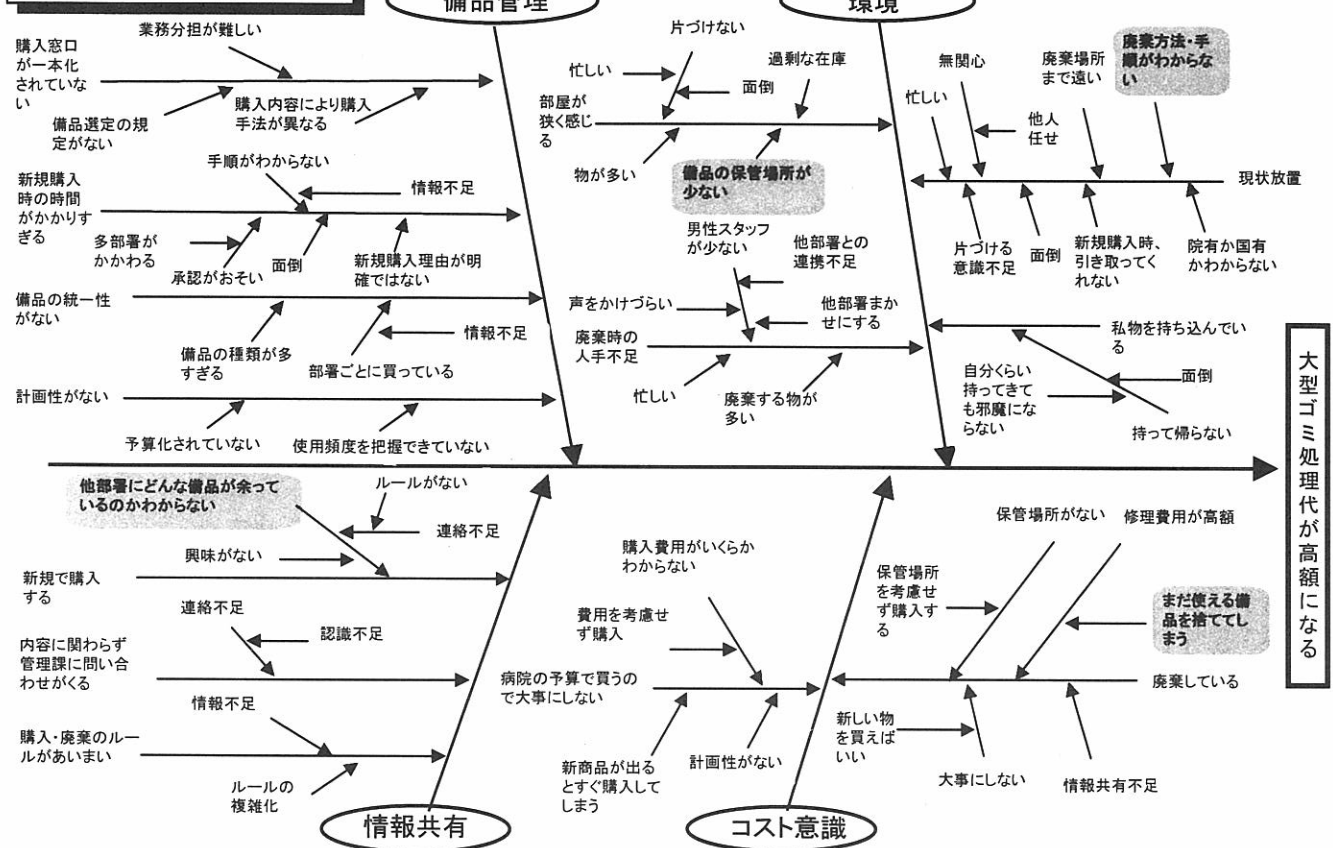 備品管理
環境
業務分担が難しい
購入窓口
が一本化
されていな
い
備品選定の規
定がない
購入内容により購入
手法が異なる
手順がわからない
情報不足
新規購入
時の時間
がかかりす
ぎる
多部署が
かかわる
承認がおそい
面倒
新規購入理由が明
確ではない
備品の統一性
がない
備品の種類が多
すぎる
情報不足
部署ごとに買っている
計画性がない
予算化されていない
使用頻度を把握できていない
片づけない
忙しい
面倒
過剰な在庫
部屋が
狭く感じ
る
物が多い
備品の保管場所が
少ない
男性スタッフ
が少ない
他部署との
連携不足
声をかけづらい
他部署まか
せにする
廃棄時の
人手不足
忙しい
廃棄する物が
多い
無関心
忙しい
他人
任せ
廃棄場所
まで遠い
廃棄方法・手
順がわからな
い
現状放置
片づける
意識不足
面倒
新規購入時、
引き取ってく
れない
院有か国有
かわからない
私物を持ち込んでい
る
自分くらい
持ってきて
も邪魔にな
らない
面倒
持って帰らない
大型ゴミ処理代が高額になる
他部署にどんな備品が余って
いるのかわからない
ルールがない
連絡不足
興味がない
新規で購入
する
連絡不足
認識不足
内容に関わらず
管理課に問い合
わせがくる
情報不足
購入・廃棄のルー
ルがあいまい
ルールの
複雑化
情報共有
購入費用がいくらか
わからない
費用を考慮せ
ず購入
病院の予算で買うの
で大事にしない
新商品が出る
とすぐ購入して
しまう
計画性がない
コスト意識
保管場所がない
修理費用が高額
保管場所
を考慮せ
ず購入す
る
まだ使える備
品を捨ててし
まう
廃棄している
新しい物
を買えば
いい
大事にしない
情報共有不足